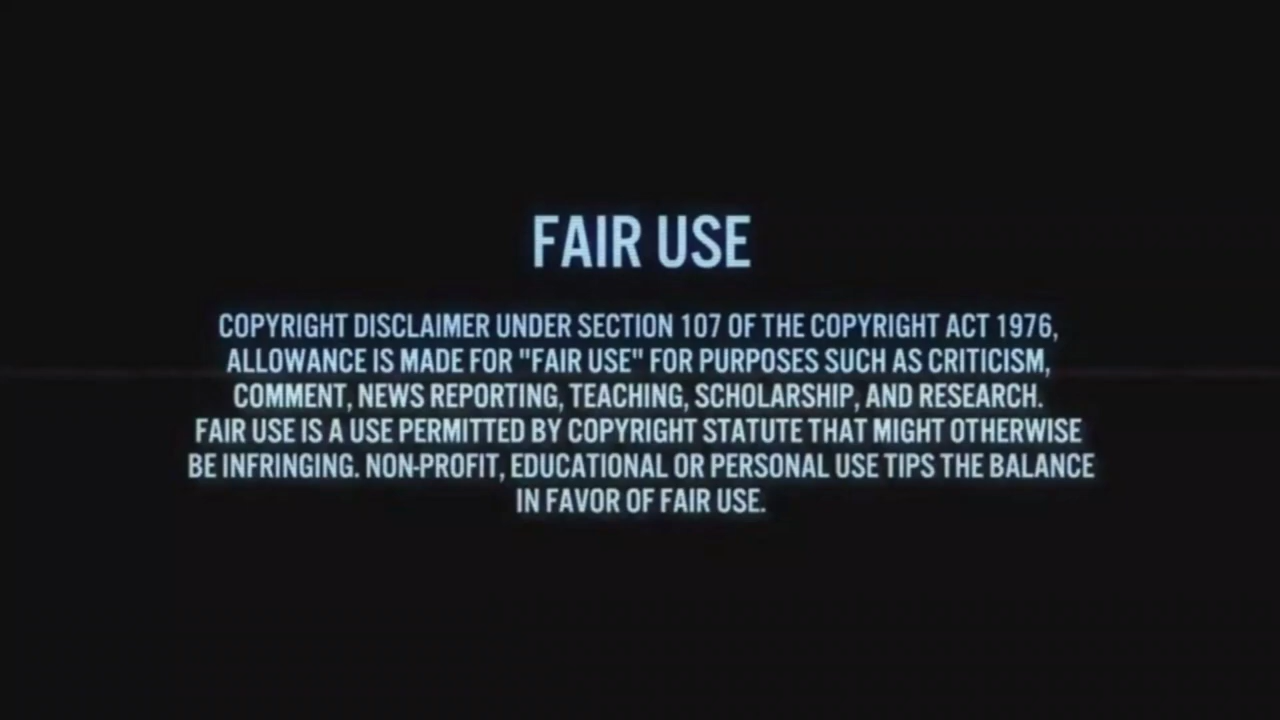 FAIR USE
COPYRIGHT DISCLAIMER UNDER SECTION 107 OF THE COPYRIGHT ACT 1976,
ALLOWANCE IS MADE FOR "FAIR USE" FOR PURPOSES SUCH AS CRITICISM,
COMMENT, NEWS REPORTING, TEACHING, SCHOLARSHIP, AND RESEARCH.
FAIR USE IS A USE PERMITTED BY COPYRIGHT STATUTE THAT MIGHT OTHERWISE
BE INFRINGING. NON-PROFIT, EDUCATIONAL OR PERSONAL USE TIPS THE BALANCE
IN FAVOR OF FAIR USE.